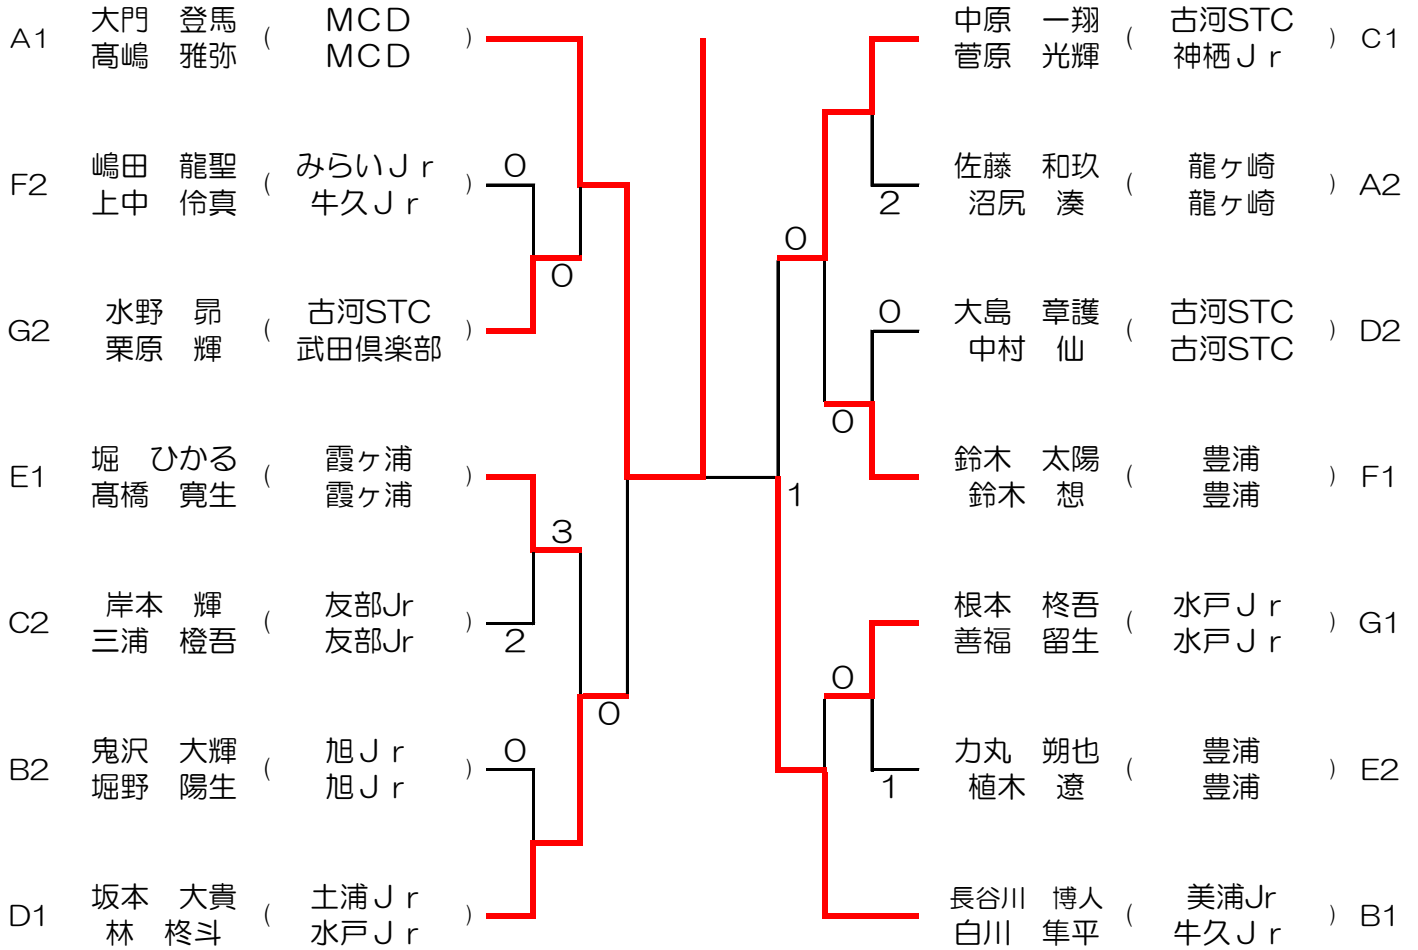 A1 大門 登馬 ( MCD )
髙嶋 雅弥 MCD
F2 嶋田 龍聖 ( みらいJr ) 0
上中 伶真 牛久Jr
0
G2 水野 昴 ( 古河STC )
栗原 輝 武田倶楽部
E1 堀 ひかる ( 霞ヶ浦 )
髙橋 寛生 霞ヶ浦
3
C2 岸本 輝 ( 友部Jr ) 2
三浦 橙吾 友部Jr
0
B2 鬼沢 大輝 ( 旭Jr ) 0
堀野 陽生 旭Jr
D1 坂本 大貴 ( 土浦Jr )
林 柊斗 水戸Jr
1
中原 一翔 ( 古河STC ) C1
菅原 光輝 神栖Jr
2 佐藤 和玖 ( 龍ヶ崎 ) A2
沼尻 湊 龍ヶ崎
0
0 大島 章護 ( 古河STC ) D2
中村 仙 古河STC
0
鈴木 太陽 ( 豊浦 ) F1
鈴木 想 豊浦
根本 柊吾 ( 水戸Jr ) G1
善福 留生 水戸Jr
0
1 力丸 朔也 ( 豊浦 ) E2
植木 遼 豊浦
長谷川 博人 ( 美浦Jr ) B1
白川 隼平 牛久Jr